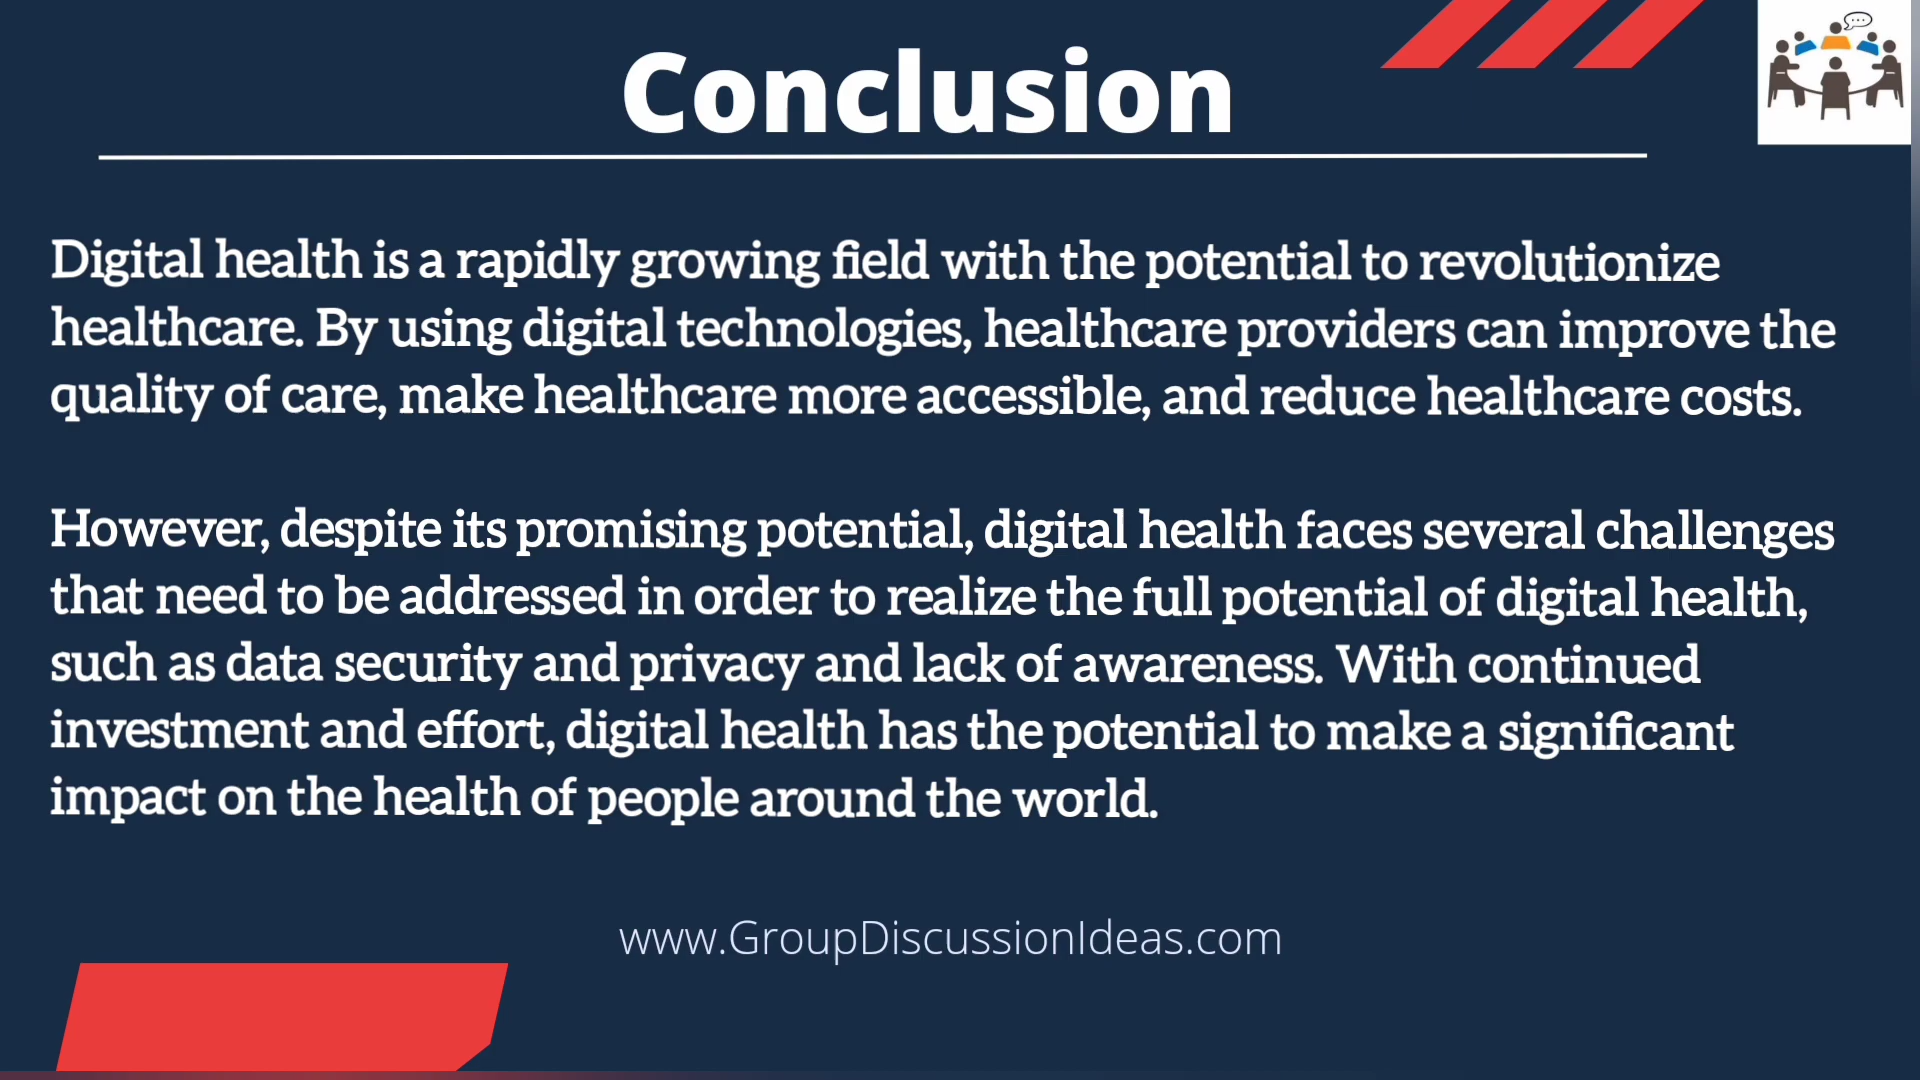 Conclusion
Digital health is a rapidly growing field with the potential to revolutionize
healthcare. By using digital technologies, healthcare providers can improve the
quality of care, make healthcare more accessible, and reduce healthcare costs.
However, despite its promising potential, digital health faces several challenges
that need to be addressed in order to realize the full potential of digital health,
such as data security and privacy and lack of awareness. With continued
investment and effort, digital health has the potential to make a significant
impact on the health of people around the world.
www.GroupDiscussionIdeas.com